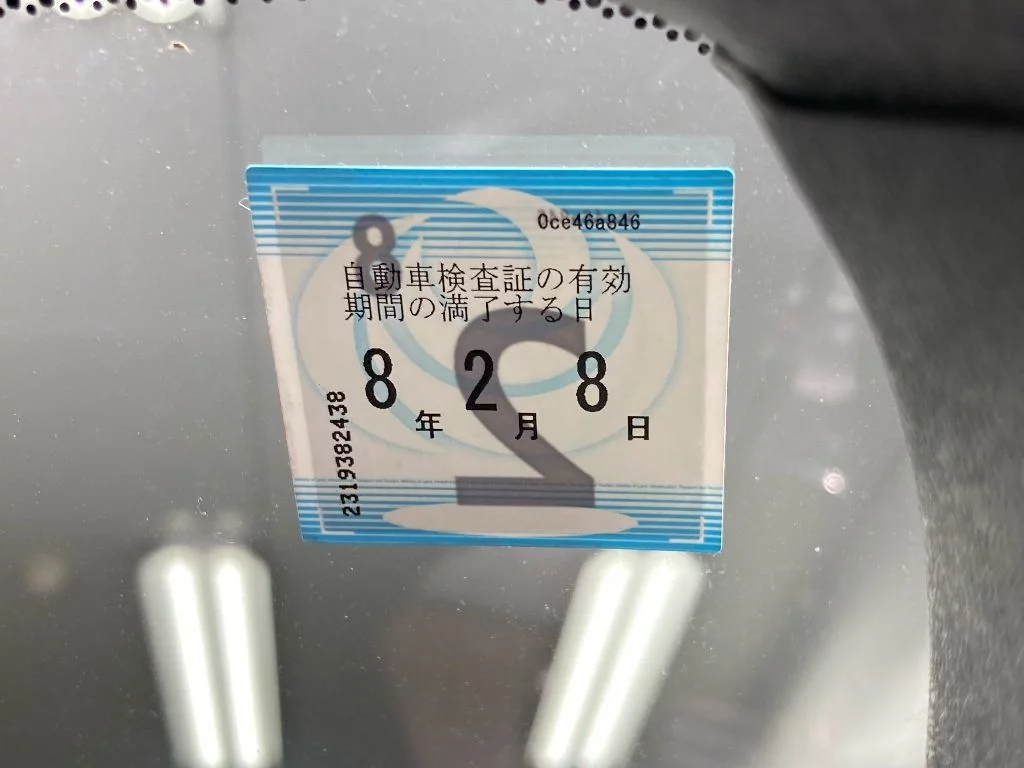 0ce46a846
8
自動車検査証の有効
期間の満了する日
8年2月8日
2
2319382438